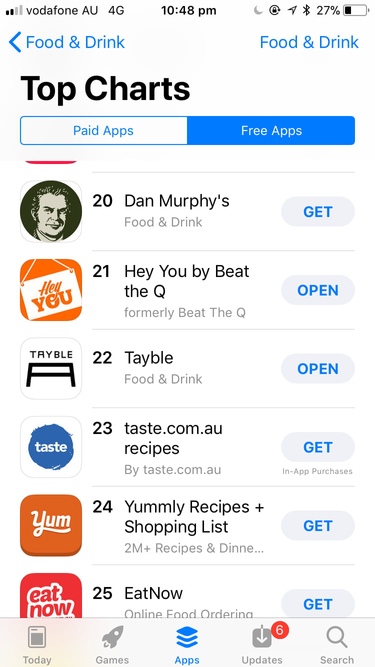 vodafone AU 4G 10:48 pm 27%
Food & Drink Food & Drink
Top Charts
Paid Apps Free Apps
20 Dan Murphy's
Food & Drink
GET
Hey
YOU
21 Hey You by Beat
the Q
formerly Beat The Q
OPEN
TAYBLE
22 Tayble
Food & Drink
OPEN
taste
23 taste.com.au
recipes
By taste.com.au
GET
In-App Purchases
Yum
24 Yummly Recipes +
Shopping List
2M+ Recipes & Dinne...
GET
eat
now
25 EatNow
Online Food Ordering
GET
6
Today Games Apps Updates Search